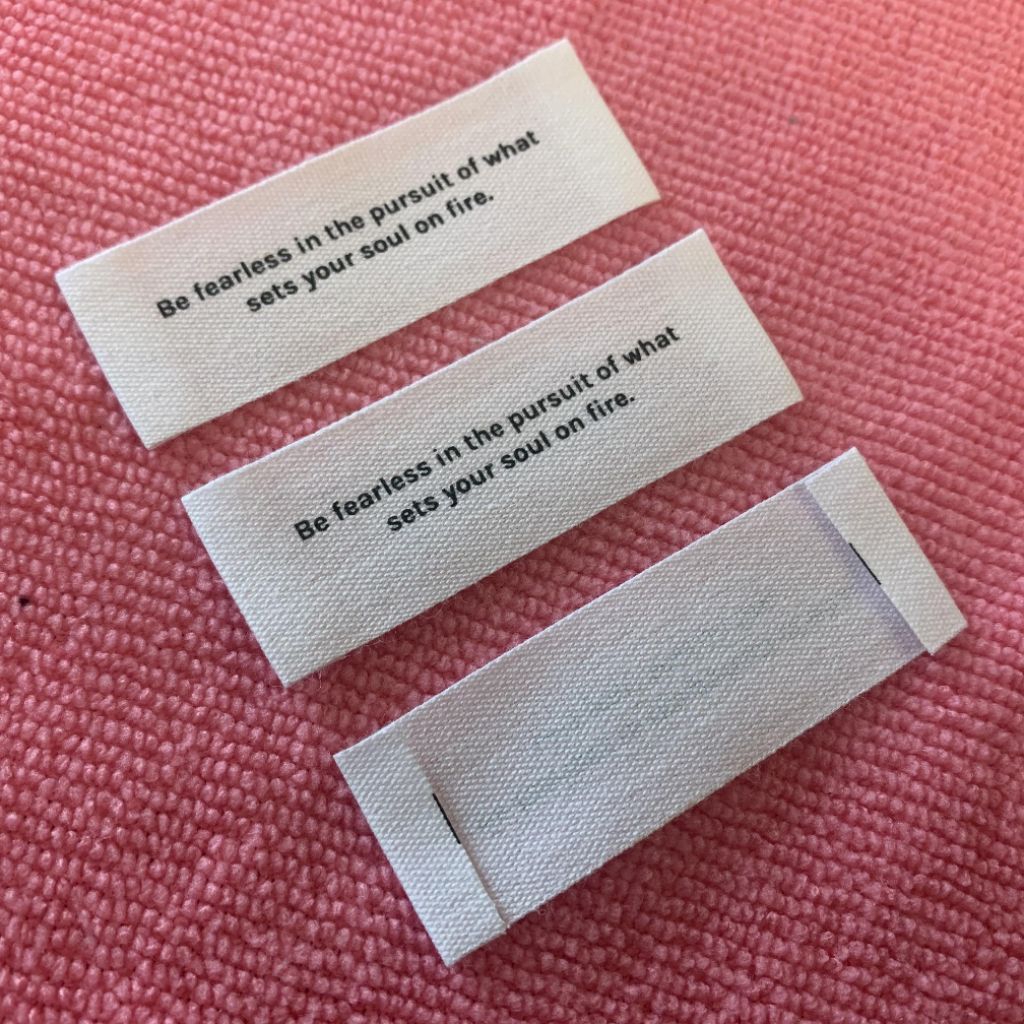 Be fearless in the pursuit of what
sets your soul on fire.
Be fearless in the pursuit of what
sets your soul on fire.